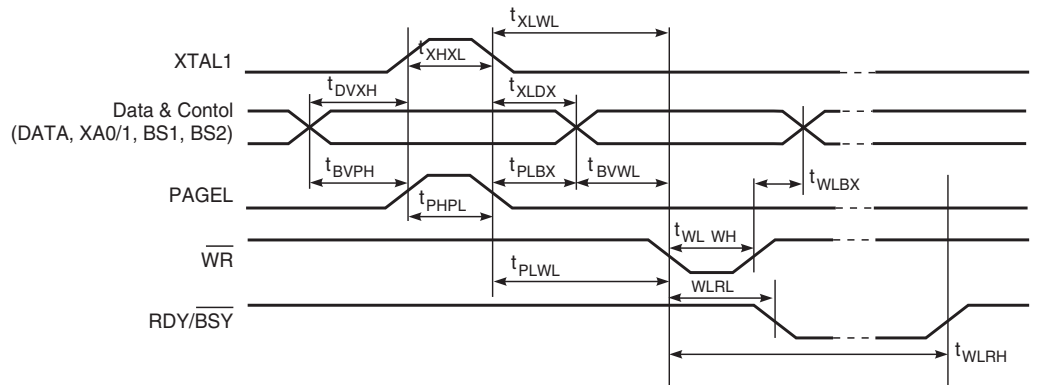 tXLWL
XTAL1
tXHXL
Data & Contol
(DATA, XA0/1, BS1, BS2)
tDVXH
tXLDX
tBVPH
tPLBX
tBVWL
tWLBX
PAGEL
tPHPL
WR
tWL WH
tPLWL
WLRL
RDY/BSY
tWLRH